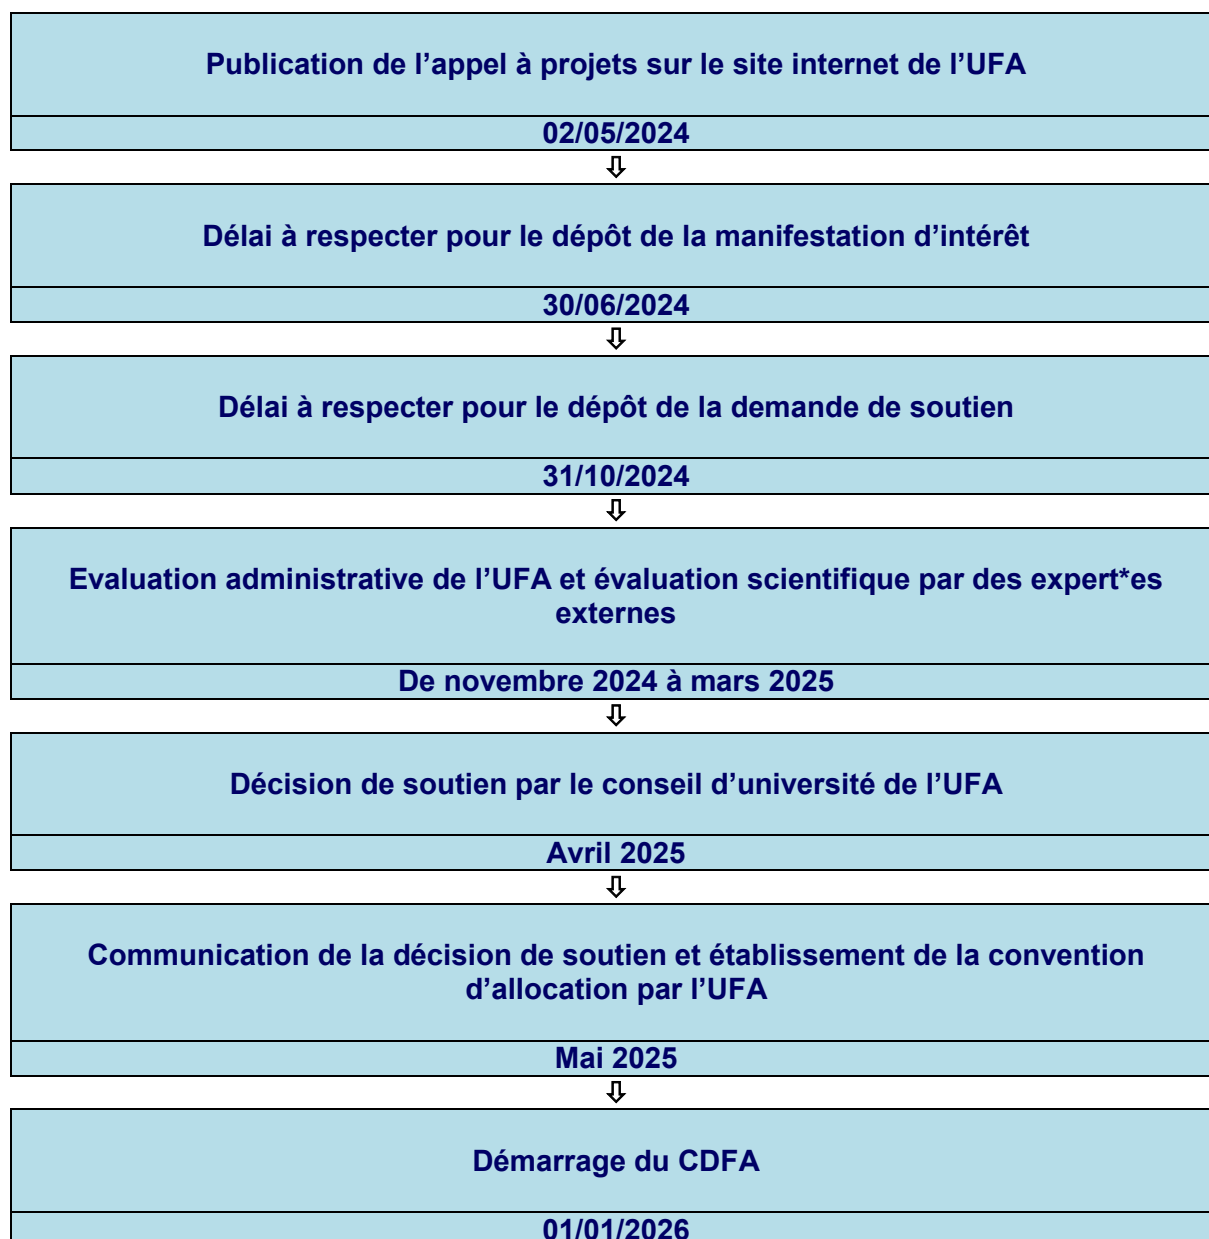 Publication de l’appel à projets sur le site internet de l’UFA
02/05/2024
⇩
Délai à respecter pour le dépôt de la manifestation d’intérêt
30/06/2024
⇩
Délai à respecter pour le dépôt de la demande de soutien
31/10/2024
⇩
Evaluation administrative de l’UFA et évaluation scientifique par des expert*es
externes
De novembre 2024 à mars 2025
⇩
Décision de soutien par le conseil d’université de l’UFA
Avril 2025
⇩
Communication de la décision de soutien et établissement de la convention
d’allocation par l’UFA
Mai 2025
⇩
Démarrage du CDFA
01/01/2026